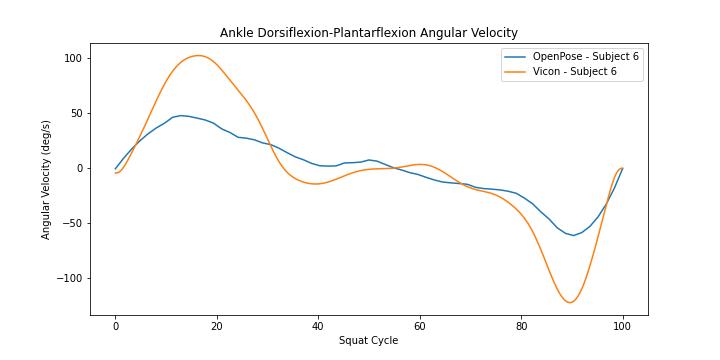 Ankle Dorsiflexion-Plantarflexion Angular Velocity
OpenPose - Subject 6
Vicon - Subject 6
Angular Velocity (deg/s)
100
50
0
−50
−100
0 20 40 60 80 100
Squat Cycle